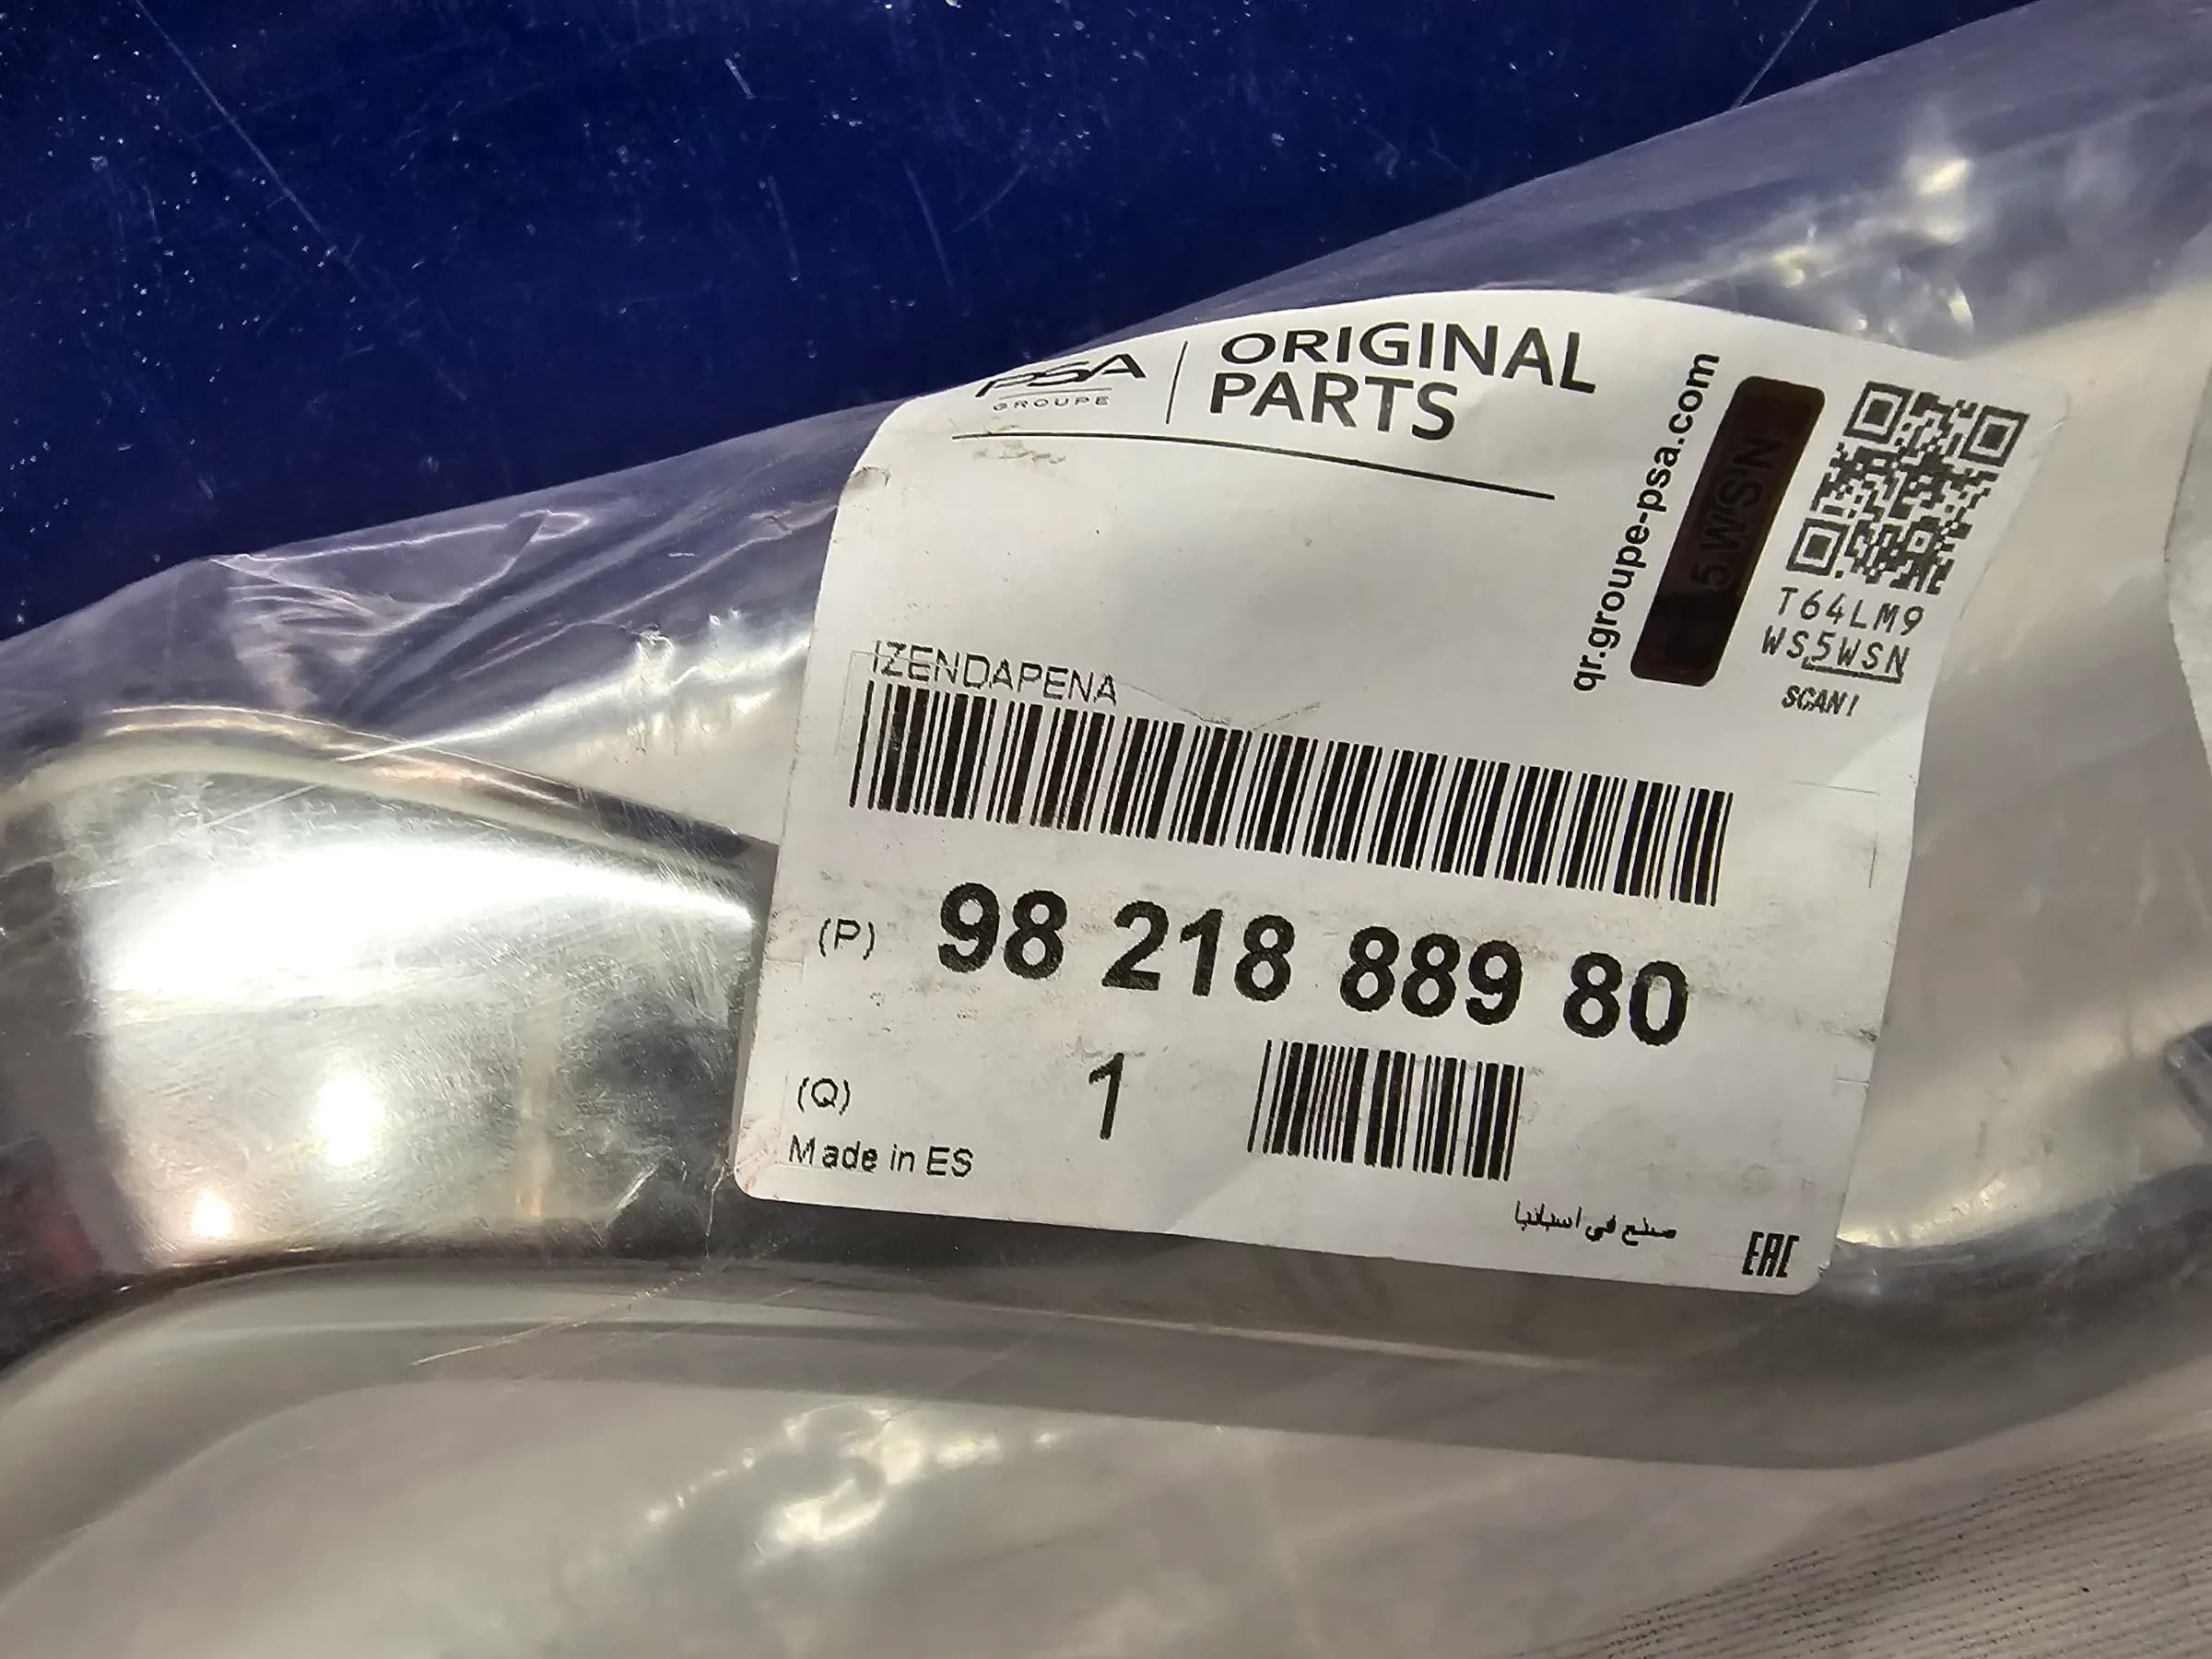 PSA
GROUPE
ORIGINAL
PARTS
qr.groupe-psa.com
5WSN
T64LM9
WS5WSN
SCAN!
IZENDAPENA
(P) 98 218 889 80
(Q) 1
Made in ES
صنع في اسبانيا
EAC